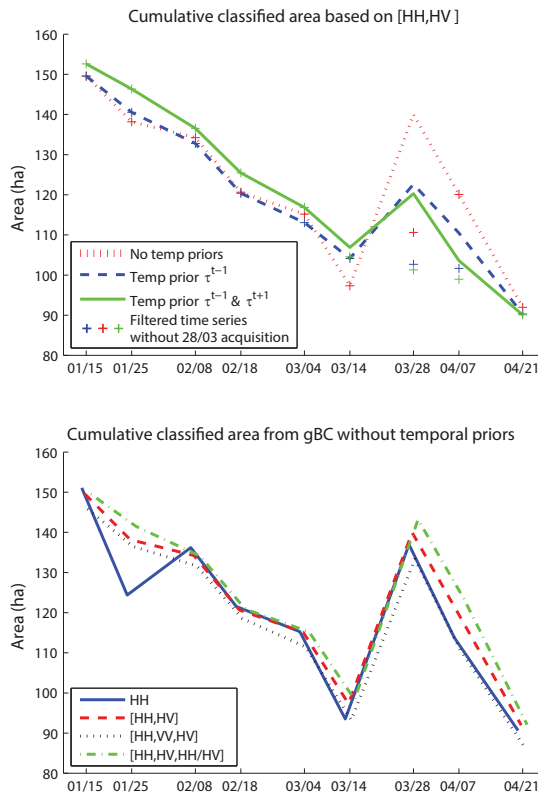 Cumulative classified area based on [HH,HV ]
160
150
140
130
120
110
100
90
80
Area (ha)
No temp priors
Temp prior τ^t−1
Temp prior τ^t−1 & τ^t+1
Filtered time series
without 28/03 acquisition
01/15 01/25 02/08 02/18 03/04 03/14 03/28 04/07 04/21
Cumulative classified area from gBC without temporal priors
160
150
140
130
120
110
100
90
80
Area (ha)
HH
[HH,HV]
[HH,VV,HV]
[HH,HV,HH/HV]
01/15 01/25 02/08 02/18 03/04 03/14 03/28 04/07 04/21